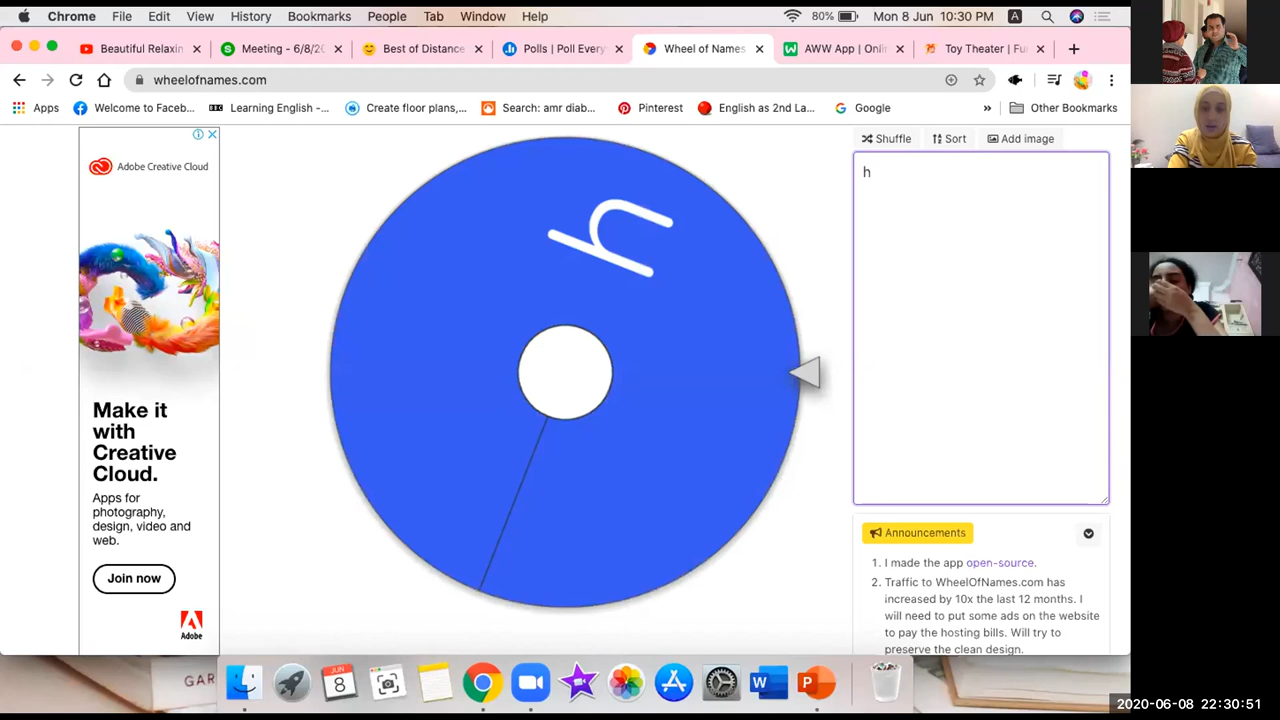 Chrome File Edit View History Bookmarks People Tab Window Help
80% Mon 8 Jun 10:30 PM A
Beautiful Relaxin
Meeting - 6/8/20
Best of Distance
Polls | Poll Every
Wheel of Names
AWW App | Onli
Toy Theater | Fu
wheelofnames.com
Apps
Welcome to Faceb...
Learning English -...
Create floor plans,...
Search: amr diab...
Pinterest
English as 2nd La...
Google
»
Other Bookmarks
Adobe Creative Cloud
Make it
with
Creative
Cloud.
Apps for
photography,
design, video and
web.
Join now
Adobe
h
Shuffle
Sort
Add image
h
Announcements
1. I made the app open-source.
2. Traffic to WheelOfNames.com has
increased by 10x the last 12 months. I
will need to put some ads on the website
to pay the hosting bills. Will try to
preserve the clean design.
GAR
JUN
8
W
P
2020-06-08 22:30:51